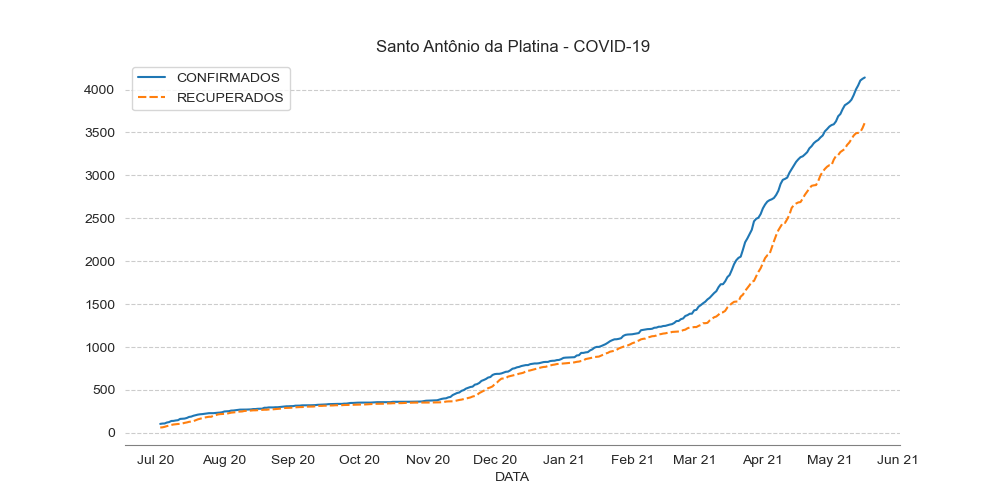 Santo Antônio da Platina - COVID-19
CONFIRMADOS
RECUPERADOS
4000
3500
3000
2500
2000
1500
1000
500
0
Jul 20 Aug 20 Sep 20 Oct 20 Nov 20 Dec 20 Jan 21 Feb 21 Mar 21 Apr 21 May 21 Jun 21
DATA